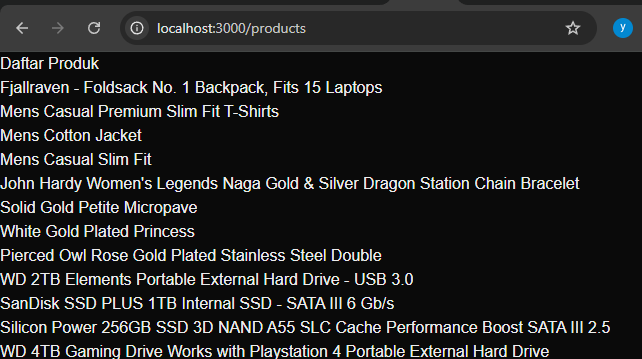 localhost:3000/products
y
Daftar Produk
Fjallraven - Foldsack No. 1 Backpack, Fits 15 Laptops
Mens Casual Premium Slim Fit T-Shirts
Mens Cotton Jacket
Mens Casual Slim Fit
John Hardy Women's Legends Naga Gold & Silver Dragon Station Chain Bracelet
Solid Gold Petite Micropave
White Gold Plated Princess
Pierced Owl Rose Gold Plated Stainless Steel Double
WD 2TB Elements Portable External Hard Drive - USB 3.0
SanDisk SSD PLUS 1TB Internal SSD - SATA III 6 Gb/s
Silicon Power 256GB SSD 3D NAND A55 SLC Cache Performance Boost SATA III 2.5
WD 4TB Gaming Drive Works with Playstation 4 Portable External Hard Drive